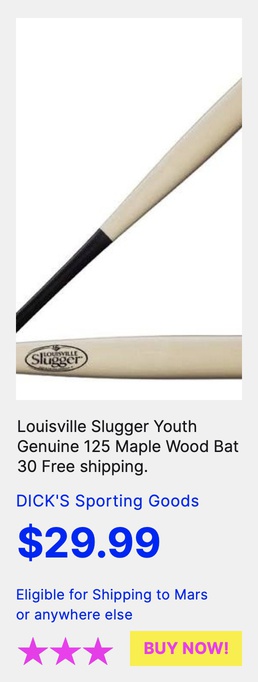 LOUISVILLE
Slugger
Louisville Slugger Youth
Genuine 125 Maple Wood Bat
30 Free shipping.
DICK'S Sporting Goods
$29.99
Eligible for Shipping to Mars
or anywhere else
BUY NOW!